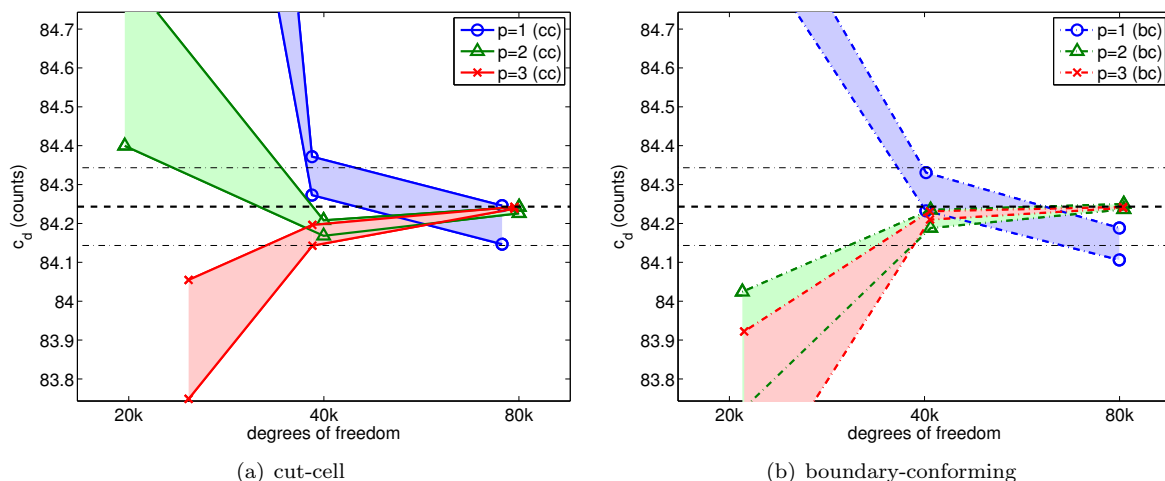 84.7
84.6
84.5
84.4
84.3
84.2
84.1
84
83.9
83.8
c_d (counts)
20k
40k
80k
degrees of freedom
p=1 (cc)
p=2 (cc)
p=3 (cc)
(a) cut-cell
84.7
84.6
84.5
84.4
84.3
84.2
84.1
84
83.9
83.8
c_d (counts)
20k
40k
80k
degrees of freedom
p=1 (bc)
p=2 (bc)
p=3 (bc)
(b) boundary-conforming